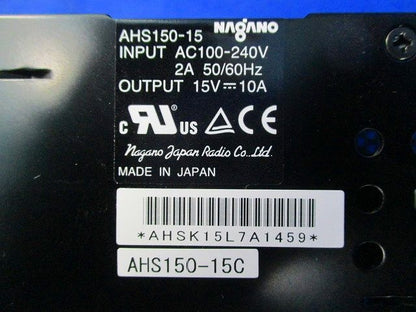 NAGANO
AHS150-15
INPUT AC100-240V
2A 50/60Hz
OUTPUT 15V⎓10A
c RU US △ CE
Nagano Japan Radio Co., Ltd.
MADE IN JAPAN
*AHSK15L7A1459*
AHS150-15C